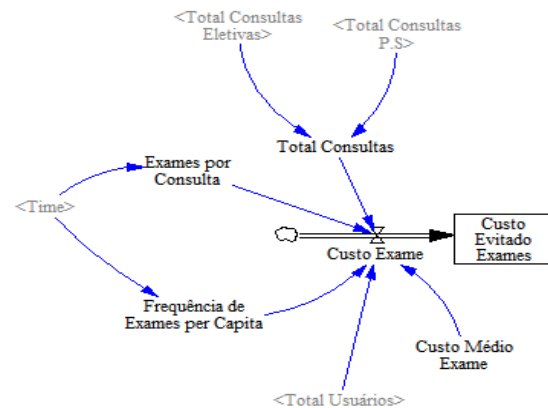 <Total Consultas
Eletivas>
<Total Consultas
P.S>
Total Consultas
Exames por
Consulta
<Time>
Custo Exame
Custo
Evitado
Exames
Frequência de
Exames per Capita
Custo Médio
Exame
<Total Usuários>